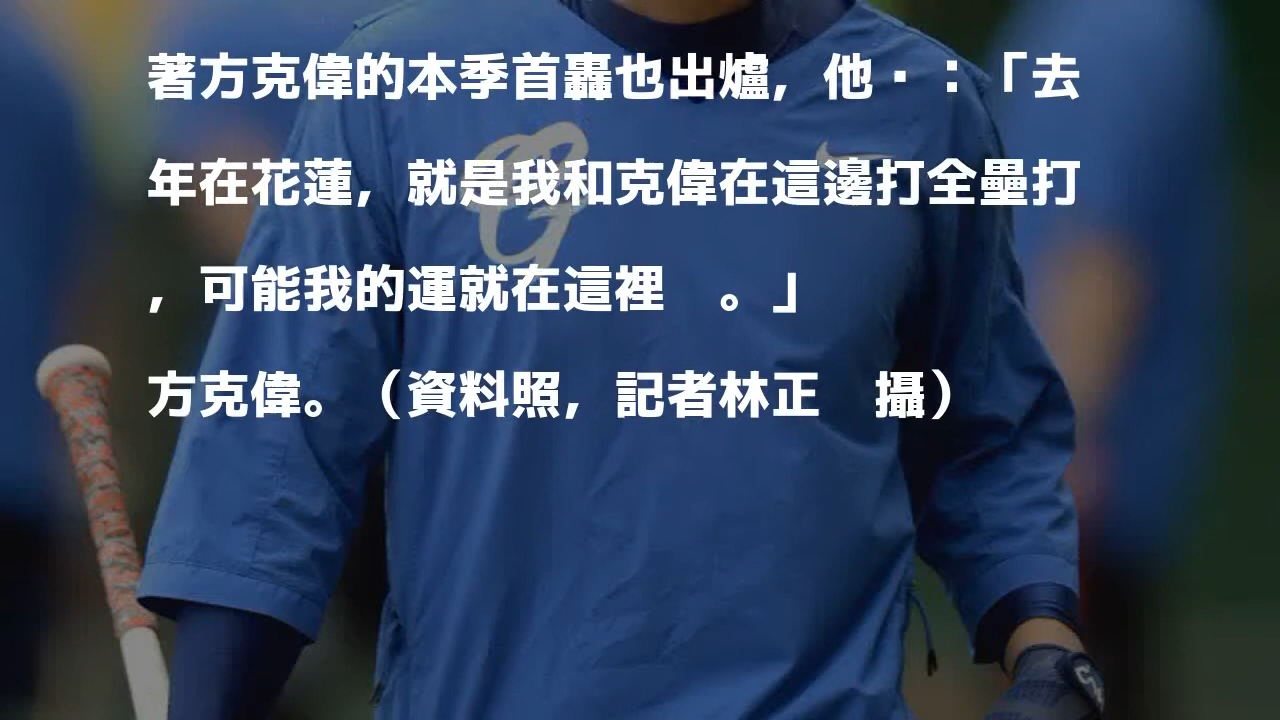 著方克偉的本季首轟也出爐，他▪：「去
年在花蓮，就是我和克偉在這邊打全壘打
，可能我的運就在這裡　。」
方克偉。（資料照，記者林正　攝）
G